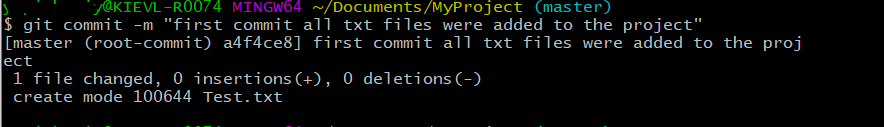 @KIEVL-R0074 MINGW64 ~/Documents/MyProject (master)
$ git commit -m "first commit all txt files were added to the project"
[master (root-commit) a4f4ce8] first commit all txt files were added to the proj
ect
 1 file changed, 0 insertions(+), 0 deletions(-)
 create mode 100644 Test.txt